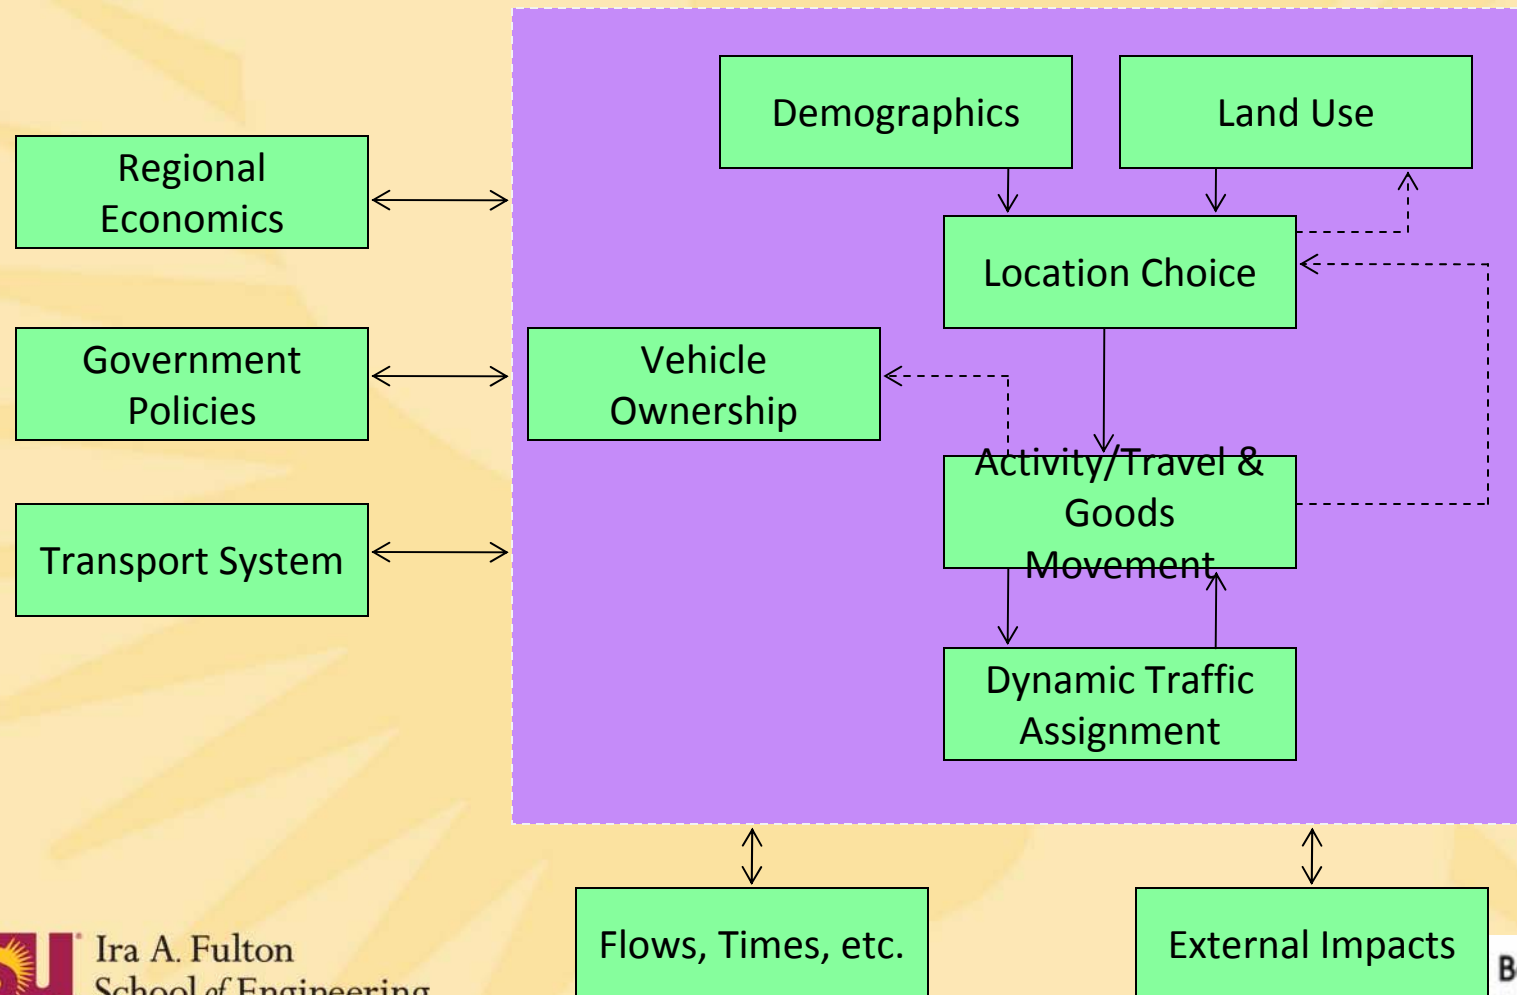 Demographics
Land Use
Regional
Economics
Location Choice
Government
Policies
Vehicle
Ownership
Activity/Travel &
Goods
Movement
Transport System
Dynamic Traffic
Assignment
Flows, Times, etc.
External Impacts
Ira A. Fulton
School of Engineering